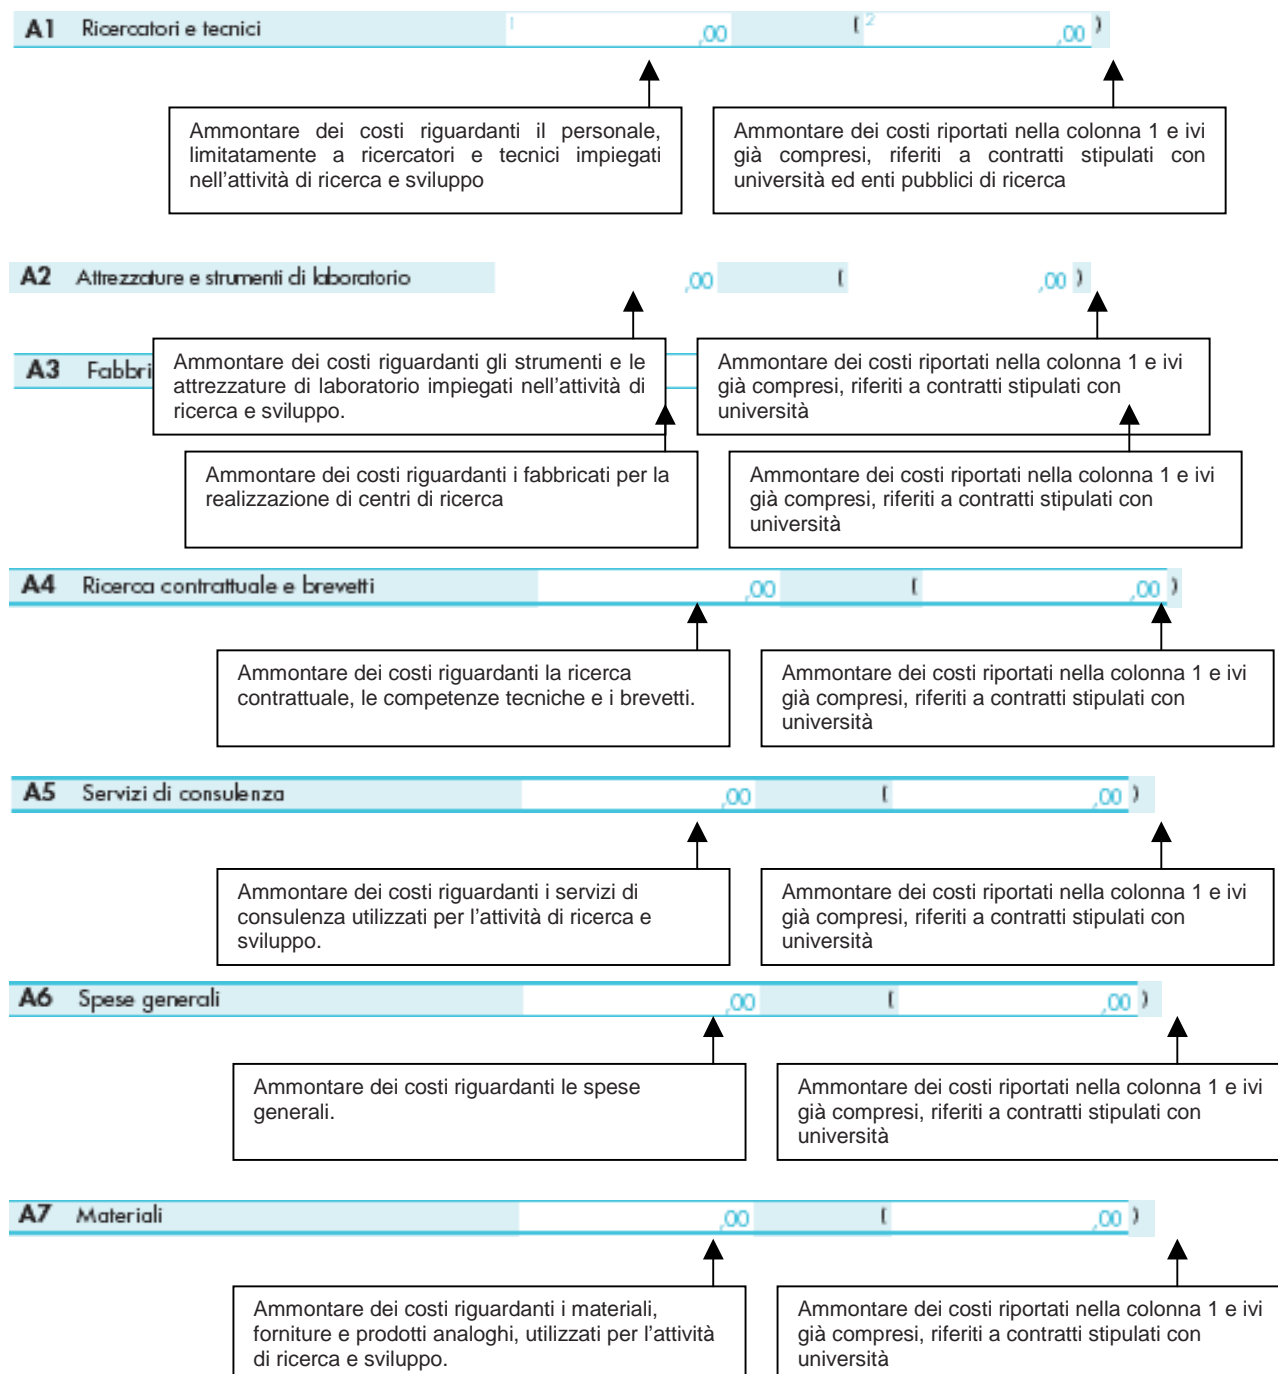 A1 Ricercatori e tecnici 1 ,00 ( 2 ,00 )
Ammontare dei costi riguardanti il personale,
limitatamente a ricercatori e tecnici impiegati
nell'attività di ricerca e sviluppo
Ammontare dei costi riportati nella colonna 1 e ivi
già compresi, riferiti a contratti stipulati con
università ed enti pubblici di ricerca
A2 Attrezzature e strumenti di laboratorio ,00 ( ,00 )
A3 Fabbri
Ammontare dei costi riguardanti gli strumenti e le
attrezzature di laboratorio impiegati nell'attività di
ricerca e sviluppo.
Ammontare dei costi riportati nella colonna 1 e ivi
già compresi, riferiti a contratti stipulati con
università
Ammontare dei costi riguardanti i fabbricati per la
realizzazione di centri di ricerca
Ammontare dei costi riportati nella colonna 1 e ivi
già compresi, riferiti a contratti stipulati con
università
A4 Ricerca contrattuale e brevetti ,00 ( ,00 )
Ammontare dei costi riguardanti la ricerca
contrattuale, le competenze tecniche e i brevetti.
Ammontare dei costi riportati nella colonna 1 e ivi
già compresi, riferiti a contratti stipulati con
università
A5 Servizi di consulenza ,00 ( ,00 )
Ammontare dei costi riguardanti i servizi di
consulenza utilizzati per l'attività di ricerca e
sviluppo.
Ammontare dei costi riportati nella colonna 1 e ivi
già compresi, riferiti a contratti stipulati con
università
A6 Spese generali ,00 ( ,00 )
Ammontare dei costi riguardanti le spese
generali.
Ammontare dei costi riportati nella colonna 1 e ivi
già compresi, riferiti a contratti stipulati con
università
A7 Materiali ,00 ( ,00 )
Ammontare dei costi riguardanti i materiali,
forniture e prodotti analoghi, utilizzati per l'attività
di ricerca e sviluppo.
Ammontare dei costi riportati nella colonna 1 e ivi
già compresi, riferiti a contratti stipulati con
università